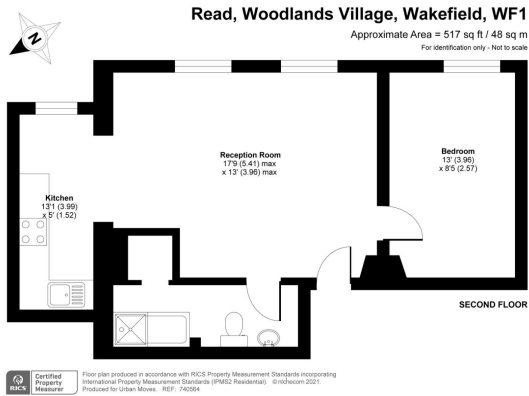 Read, Woodlands Village, Wakefield, WF1
Approximate Area = 517 sq ft / 48 sq m
For identification only - Not to scale
N
Bedroom
13' (3.96)
x 8'5 (2.57)
Reception Room
17'9 (5.41) max
x 13' (3.96) max
Kitchen
13'1 (3.99)
x 5' (1.52)
SECOND FLOOR
RICS
Certified
Property
Measurer
Floor plan produced in accordance with RICS Property Measurement Standards incorporating
International Property Measurement Standards (IPMS2 Residential). ©nichecom 2021.
Produced for Urban Moves. REF: 740564